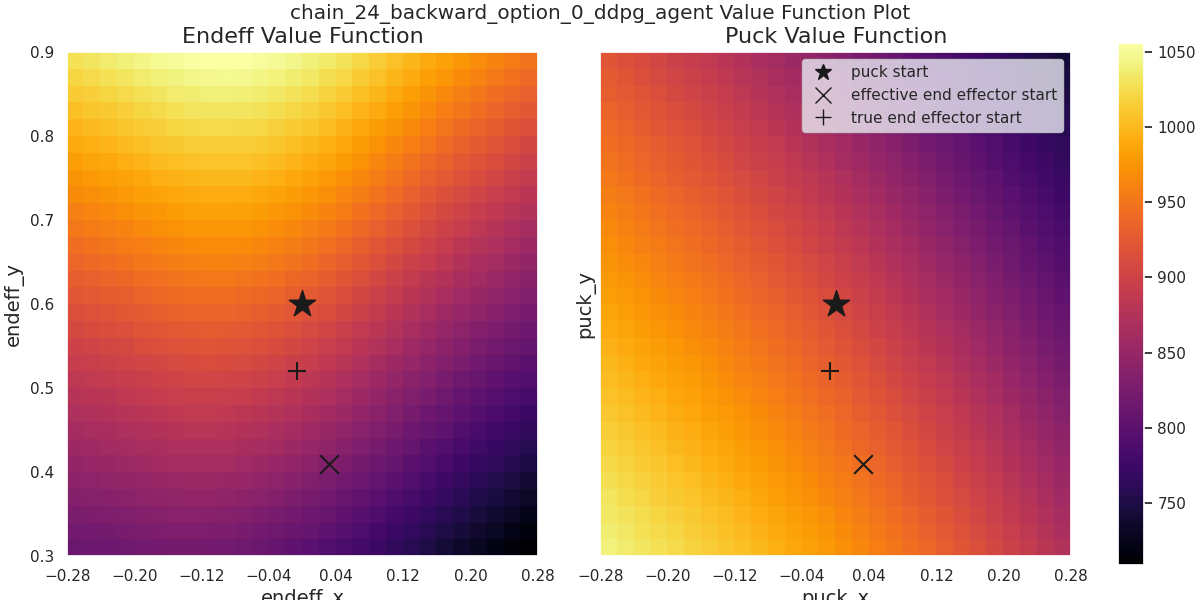 chain_24_backward_option_0_ddpg_agent Value Function Plot
Endeff Value Function
Puck Value Function
puck start
effective end effector start
true end effector start
endeff_y
0.9
0.8
0.7
0.6
0.5
0.4
0.3
−0.28 −0.20 −0.12 −0.04 0.04 0.12 0.20 0.28
endeff_x
puck_y
−0.28 −0.20 −0.12 −0.04 0.04 0.12 0.20 0.28
puck_x
1050
1000
950
900
850
800
750